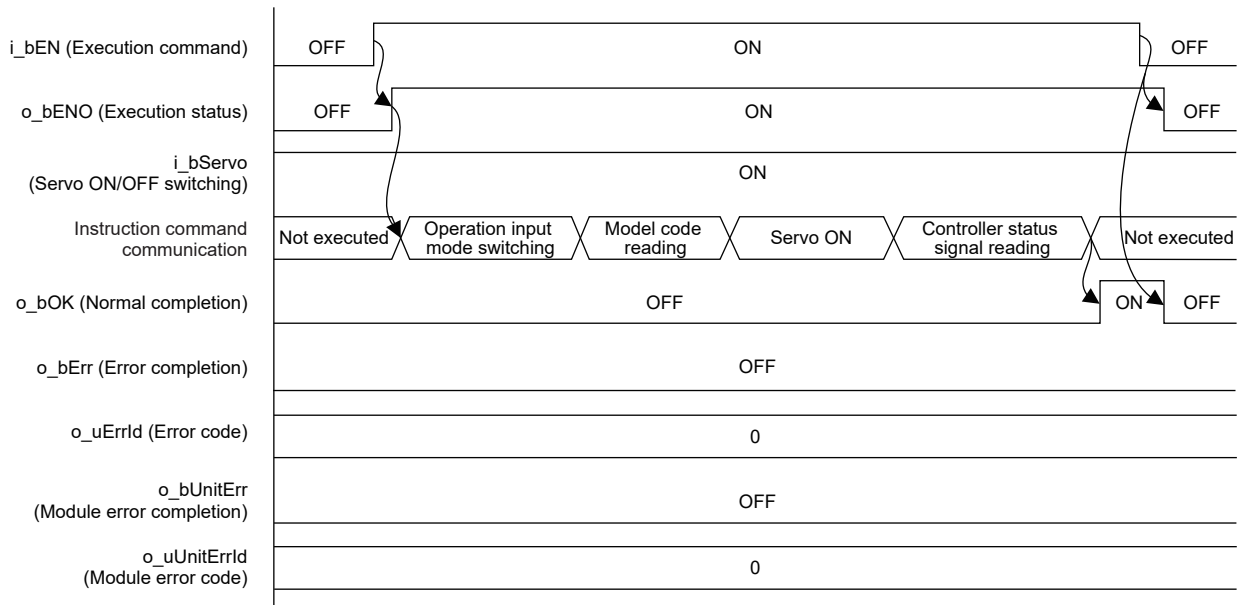 i_bEN (Execution command)
OFF
ON
OFF
o_bENO (Execution status)
OFF
ON
OFF
i_bServo
(Servo ON/OFF switching)
ON
Instruction command
communication
Not executed
Operation input
mode switching
Model code
reading
Servo ON
Controller status
signal reading
Not executed
o_bOK (Normal completion)
OFF
ON
OFF
o_bErr (Error completion)
OFF
o_uErrId (Error code)
0
o_bUnitErr
(Module error completion)
OFF
o_uUnitErrId
(Module error code)
0